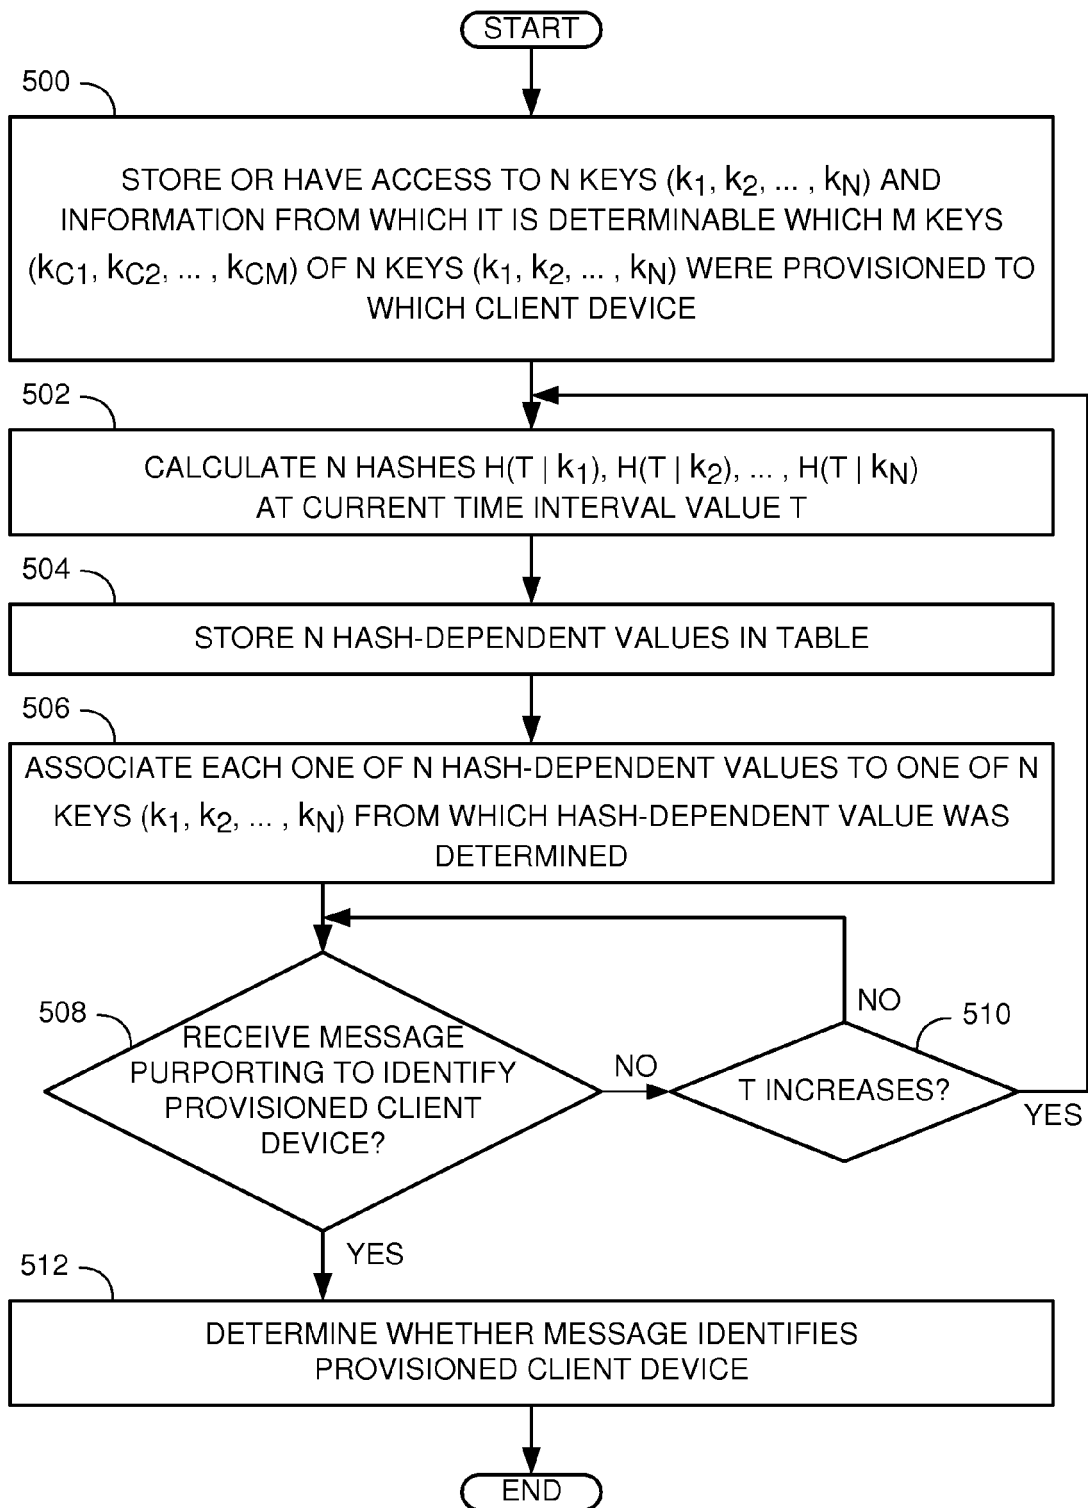 START
500
STORE OR HAVE ACCESS TO N KEYS (k1, k2, ... , kN) AND
INFORMATION FROM WHICH IT IS DETERMINABLE WHICH M KEYS
(kC1, kC2, ... , kCM) OF N KEYS (k1, k2, ... , kN) WERE PROVISIONED TO
WHICH CLIENT DEVICE
502
CALCULATE N HASHES H(T | k1), H(T | k2), ... , H(T | kN)
AT CURRENT TIME INTERVAL VALUE T
504
STORE N HASH-DEPENDENT VALUES IN TABLE
506
ASSOCIATE EACH ONE OF N HASH-DEPENDENT VALUES TO ONE OF N
KEYS (k1, k2, ... , kN) FROM WHICH HASH-DEPENDENT VALUE WAS
DETERMINED
508
RECEIVE MESSAGE
PURPORTING TO IDENTIFY
PROVISIONED CLIENT
DEVICE?
NO
YES
510
T INCREASES?
NO
YES
512
DETERMINE WHETHER MESSAGE IDENTIFIES
PROVISIONED CLIENT DEVICE
END